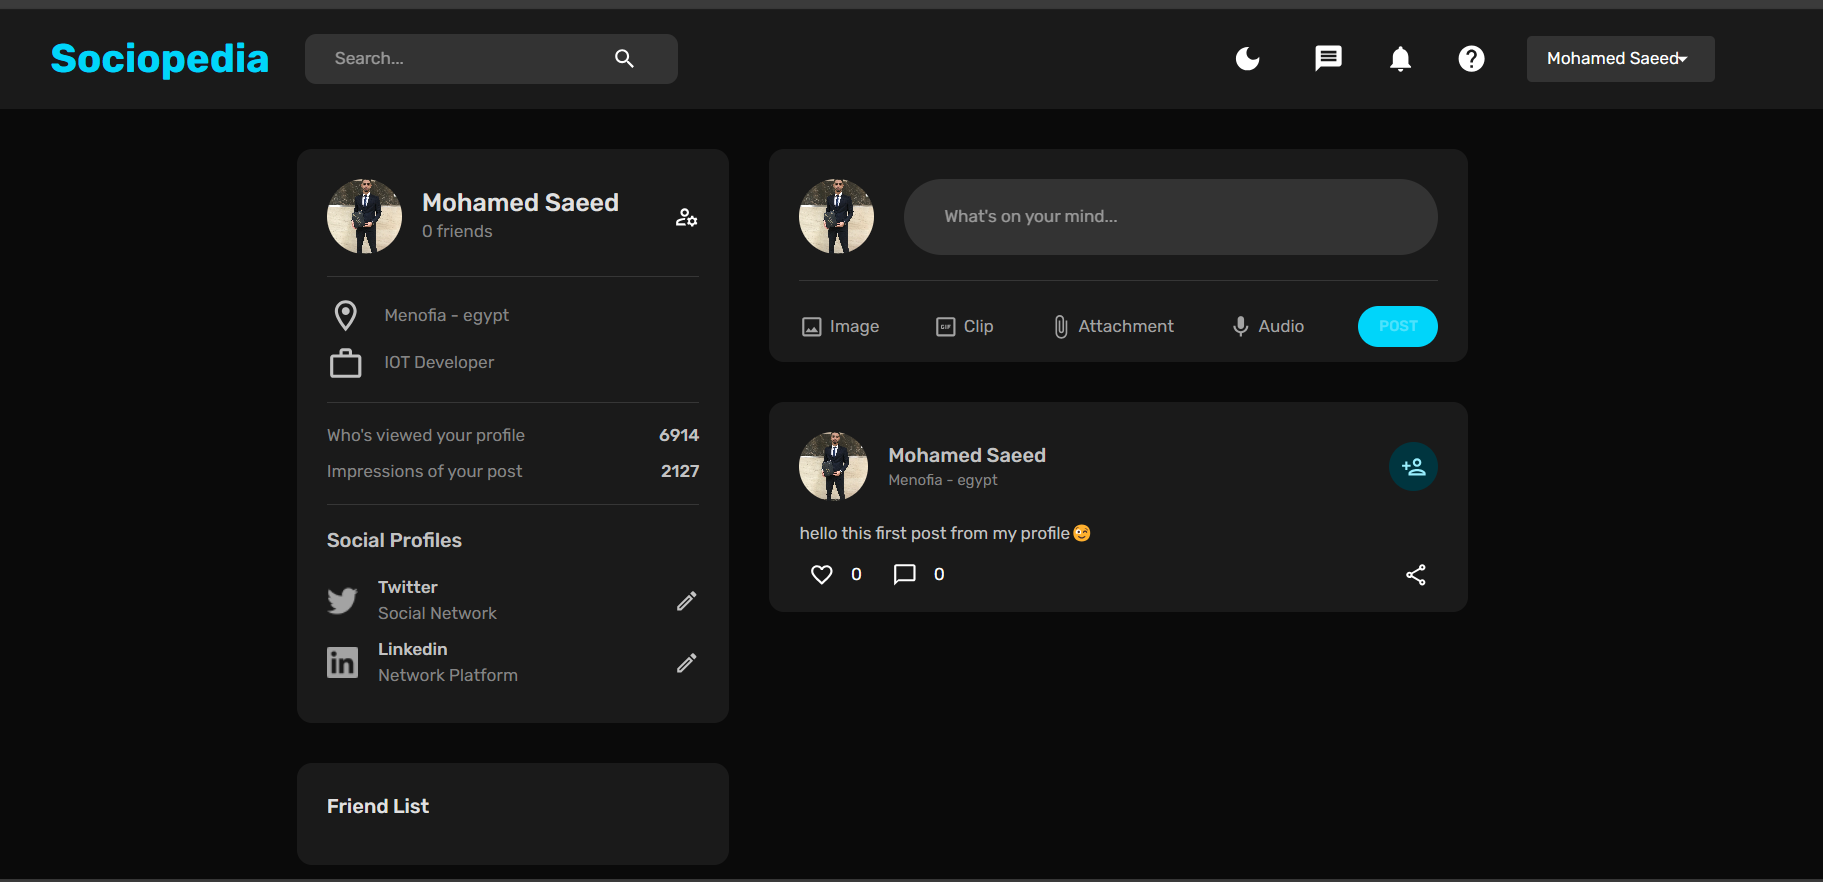 Sociopedia
Search...
Mohamed Saeed
Mohamed Saeed
0 friends
Menofia - egypt
IOT Developer
Who's viewed your profile 6914
Impressions of your post 2127
Social Profiles
Twitter
Social Network
Linkedin
Network Platform
Friend List
What's on your mind...
Image
GIF
Clip
Attachment
Audio
POST
Mohamed Saeed
Menofia - egypt
hello this first post from my profile😉
0
0